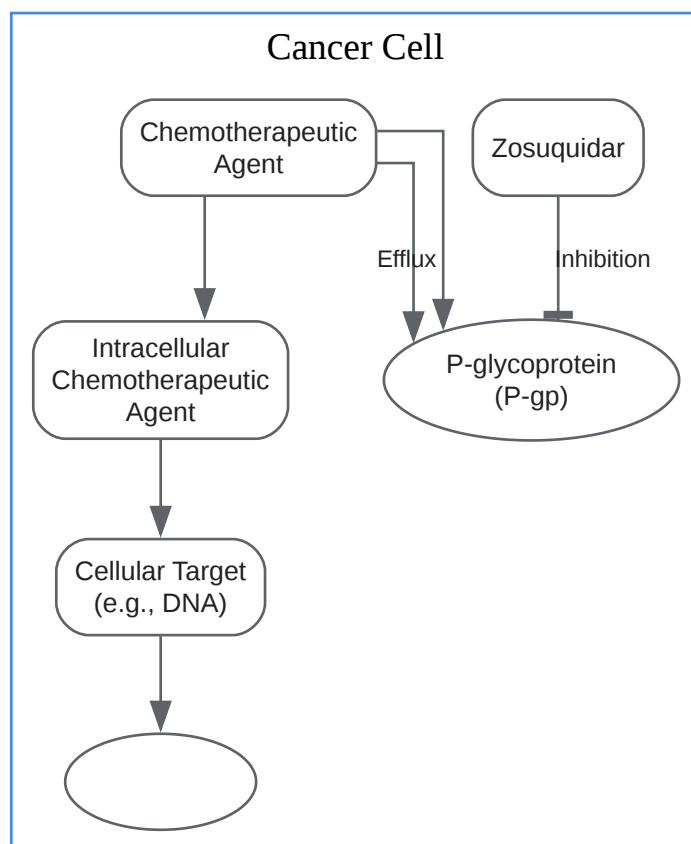 Cancer Cell
Chemotherapeutic
Agent
Zosuquidar
Efflux
Inhibition
Intracellular
Chemotherapeutic
Agent
P-glycoprotein
(P-gp)
Cellular Target
(e.g., DNA)